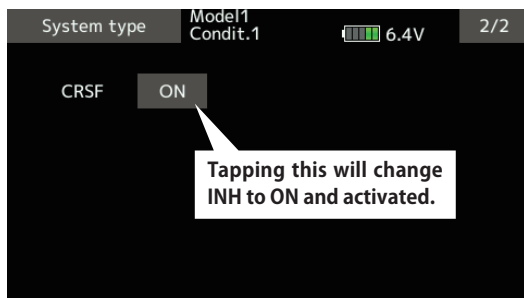 System type
Model1
Condit.1
6.4V
2/2
CRSF
ON
Tapping this will change
INH to ON and activated.